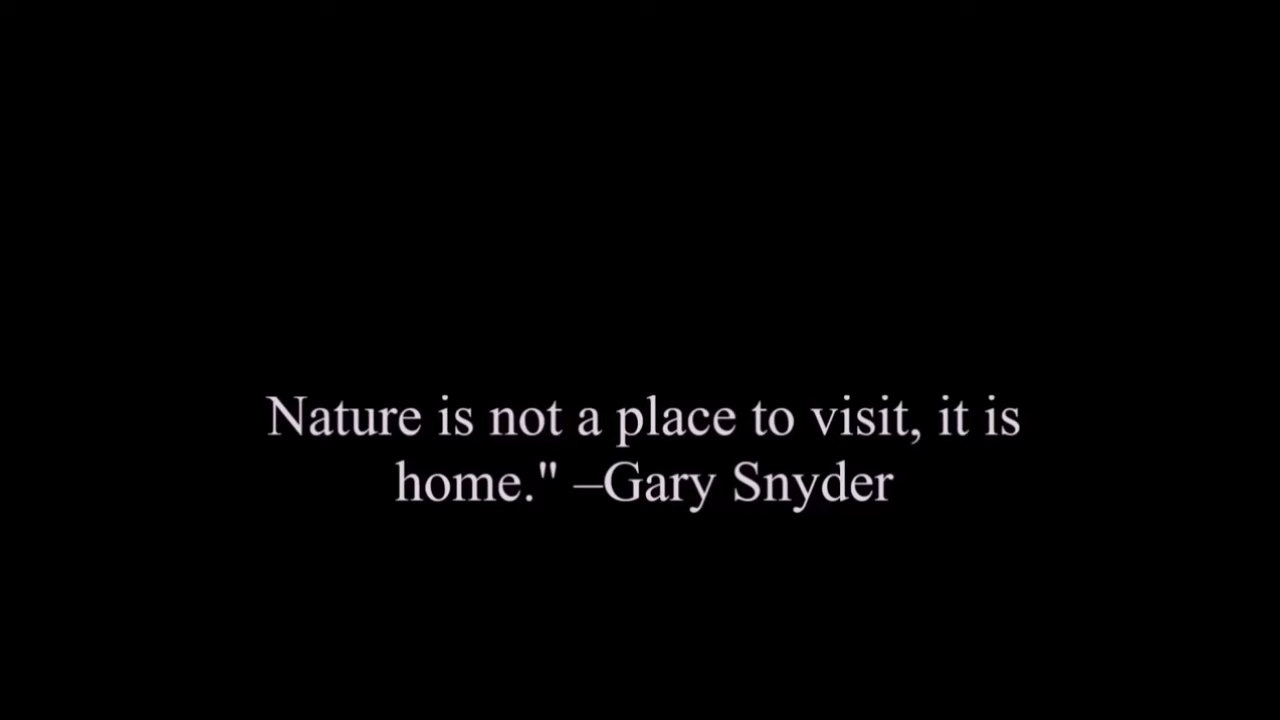 Nature is not a place to visit, it is
home." –Gary Snyder